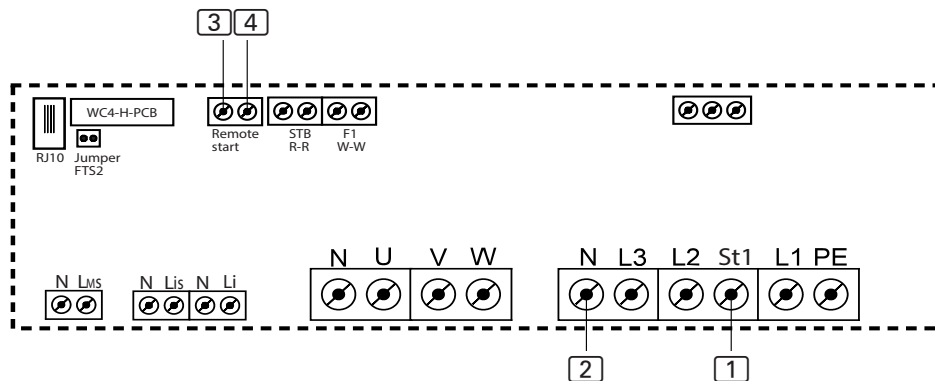 3 4
WC4-H-PCB
RJ10
Jumper
FTS2
Remote
start
STB
R-R
F1
W-W
N LMS
N Lis N Li
N U V W
N L3 L2 St1 L1 PE
2 1